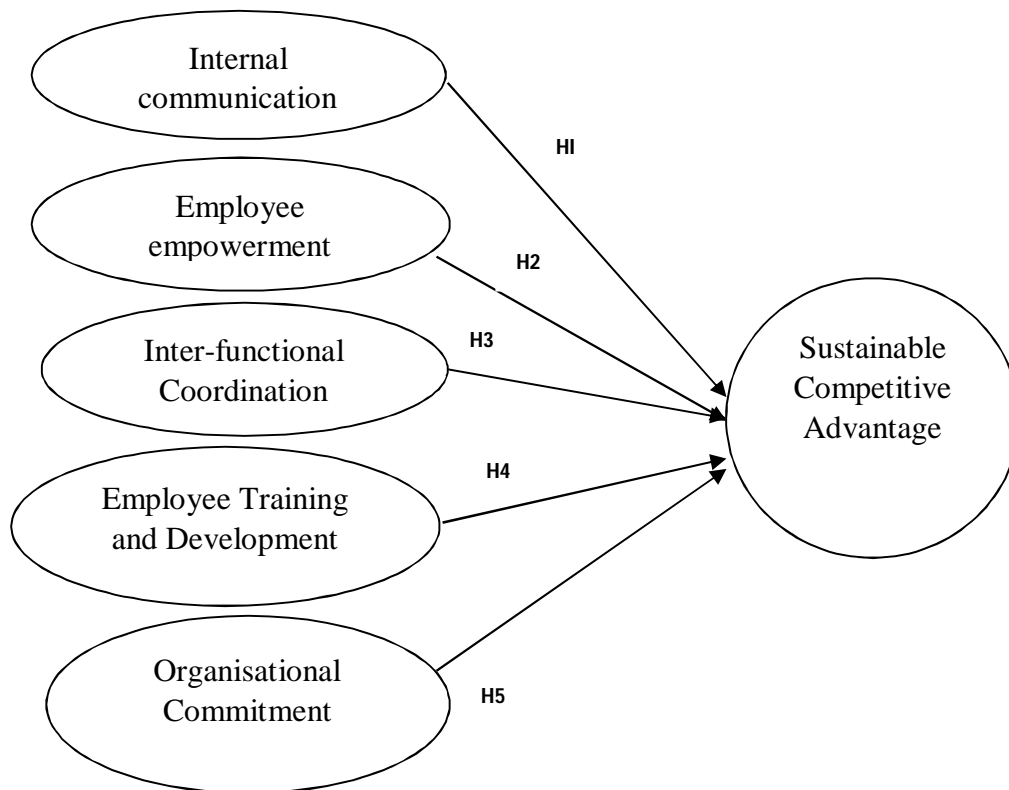 Internal
communication
HI
Employee
empowerment
H2
Inter-functional
Coordination
H3
Sustainable
Competitive
Advantage
Employee Training
and Development
H4
Organisational
Commitment
H5